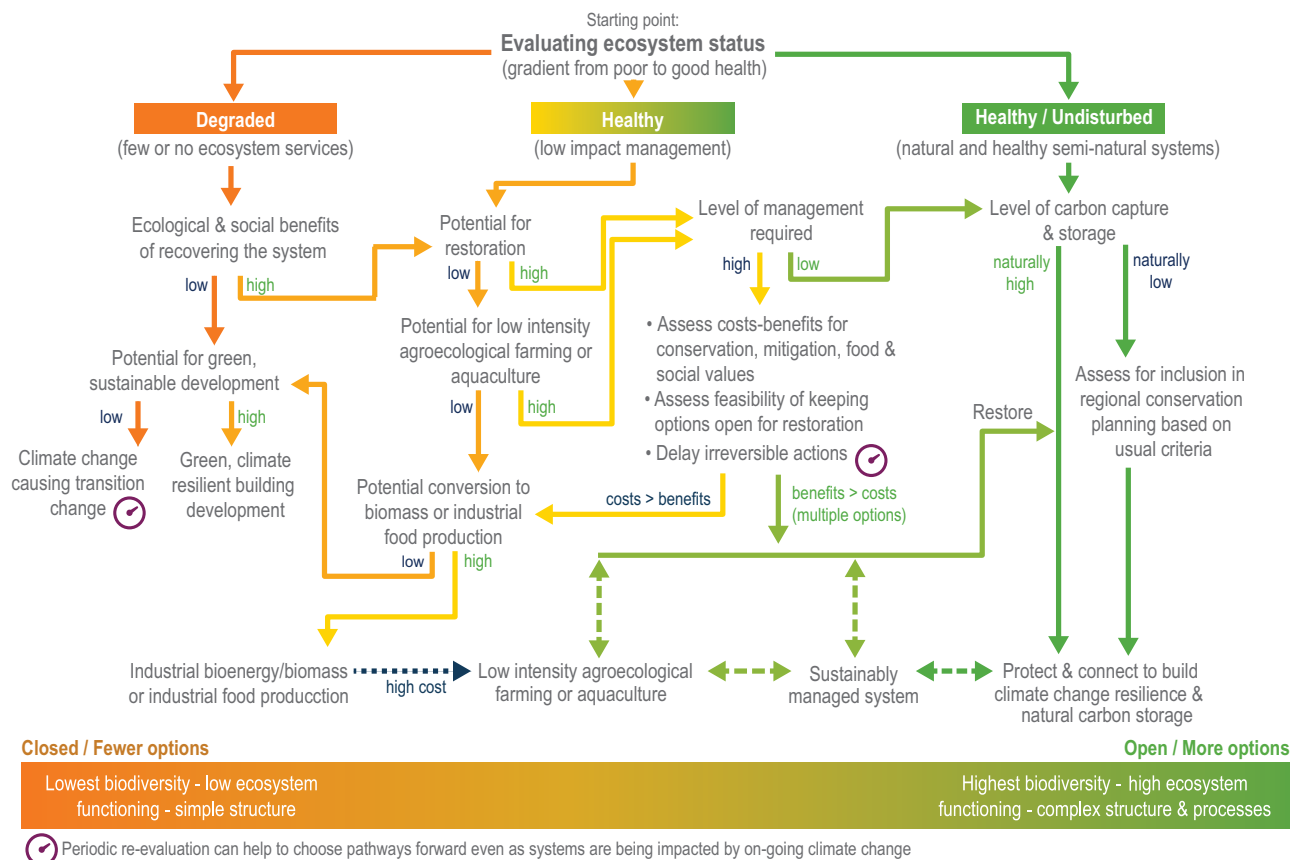 Starting point:
Evaluating ecosystem status
(gradient from poor to good health)
Degraded
(few or no ecosystem services)
Healthy
(low impact management)
Healthy / Undisturbed
(natural and healthy semi-natural systems)
Ecological & social benefits
of recovering the system
low
high
Potential for
restoration
low
high
Level of management
required
high
low
Level of carbon capture
& storage
naturally
high
naturally
low
Potential for green,
sustainable development
low
high
Climate change
causing transition
change
Green, climate
resilient building
development
Potential for low intensity
agroecological farming or
aquaculture
low
high
• Assess costs-benefits for
conservation, mitigation, food &
social values
• Assess feasibility of keeping
options open for restoration
• Delay irreversible actions
costs > benefits
benefits > costs
(multiple options)
Restore
Assess for inclusion in
regional conservation
planning based on
usual criteria
Potential conversion to
biomass or industrial
food production
low
high
Industrial bioenergy/biomass
or industrial food producction
high cost
Low intensity agroecological
farming or aquaculture
Sustainably
managed system
Protect & connect to build
climate change resilience &
natural carbon storage
Closed / Fewer options
Open / More options
Lowest biodiversity - low ecosystem
functioning - simple structure
Highest biodiversity - high ecosystem
functioning - complex structure & processes
Periodic re-evaluation can help to choose pathways forward even as systems are being impacted by on-going climate change